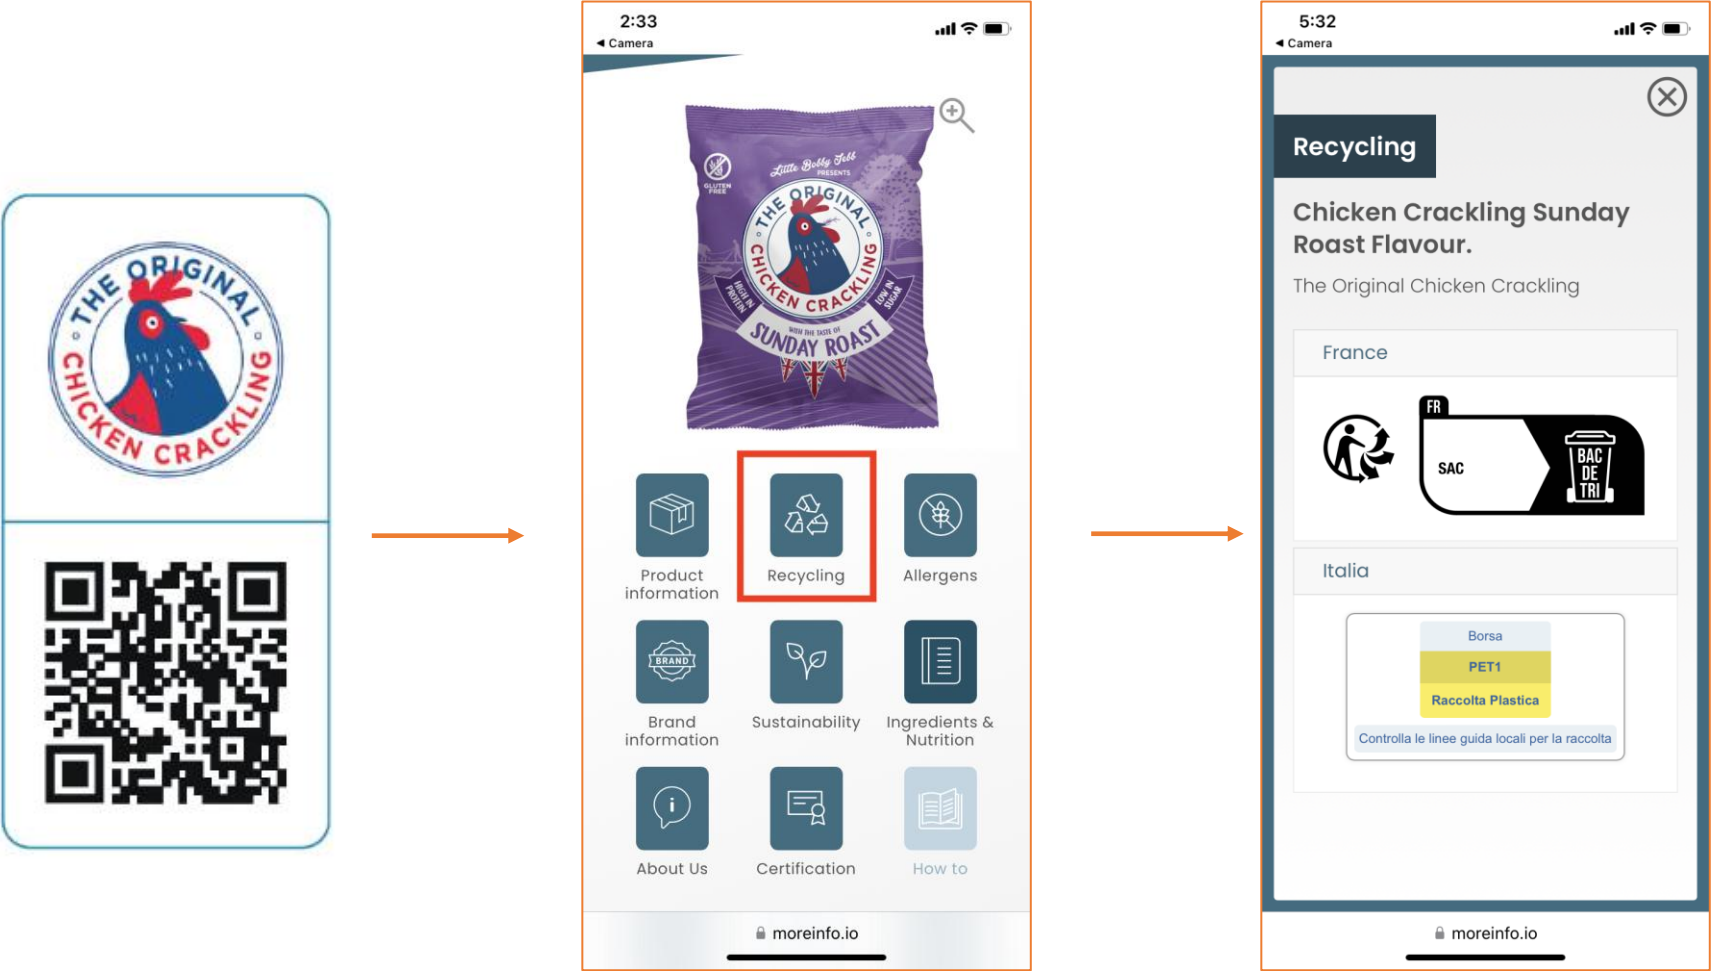 THE ORIGINAL
CHICKEN CRACKLING
2:33
Camera
GLUTEN
FREE
Little Bobby Jebb
PRESENTS
THE ORIGINAL
CHICKEN CRACKLING
HIGH IN
PROTEIN
LOW IN
SUGAR
WITH THE TASTE OF
SUNDAY ROAST
Product
information
Recycling
Allergens
BRAND
Brand
information
Sustainability
Ingredients &
Nutrition
i
About Us
Certification
How to
moreinfo.io
5:32
Camera
Recycling
Chicken Crackling Sunday
Roast Flavour.
The Original Chicken Crackling
France
FR
SAC
BAC
DE
TRI
Italia
Borsa
PET1
Raccolta Plastica
Controlla le linee guida locali per la raccolta
moreinfo.io